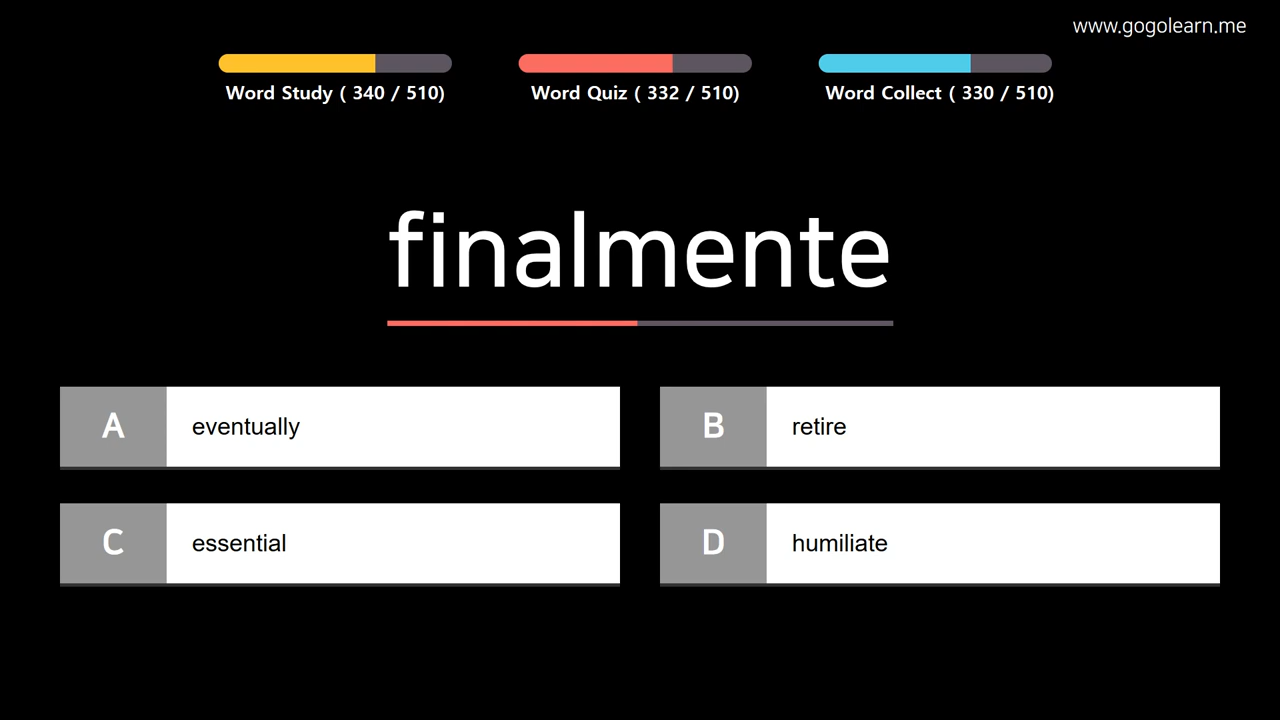 www.gogolearn.me
Word Study ( 340 / 510)
Word Quiz ( 332 / 510)
Word Collect ( 330 / 510)
finalmente
A eventually
B retire
C essential
D humiliate